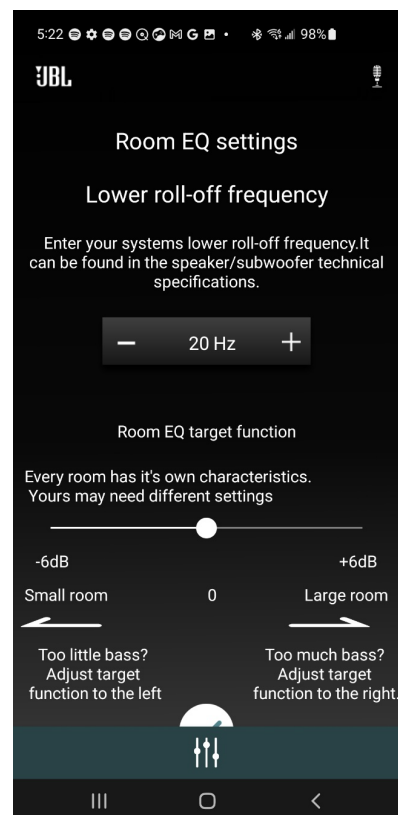 5:22
98%
JBL
Room EQ settings
Lower roll-off frequency
Enter your systems lower roll-off frequency.It
can be found in the speaker/subwoofer technical
specifications.
− 20 Hz +
Room EQ target function
Every room has it's own characteristics.
Yours may need different settings
-6dB +6dB
Small room 0 Large room
Too little bass? Too much bass?
Adjust target Adjust target
function to the left function to the right.